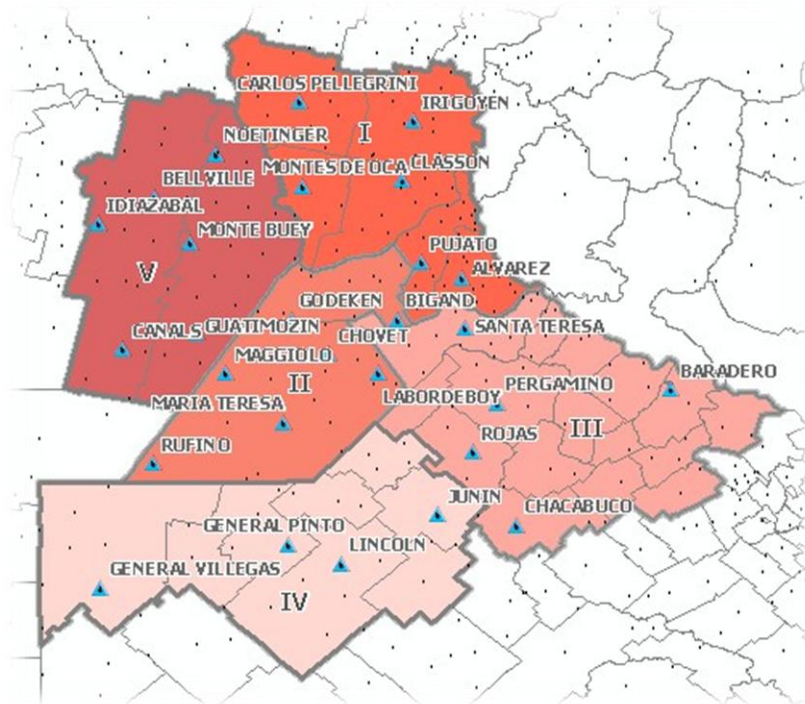 CARLOS PELLEGRINI
IRIGOYEN
I
NOETINGER
MONTES DE OCA
CLASSON
BELLVILLE
IDIAZABAL
MONTE BUEY
PUJATO
V
ALVAREZ
GODEKEN
BIGAND
CANALS
GUATIMOZIN
CHOVET
SANTA TERESA
MAGGIOLO
II
BARADERO
MARIA TERESA
LABORDEBOY
PERGAMINO
III
RUFINO
ROJAS
JUNIN
CHACABUCO
GENERAL PINTO
LINCOLN
GENERAL VILLEGAS
IV